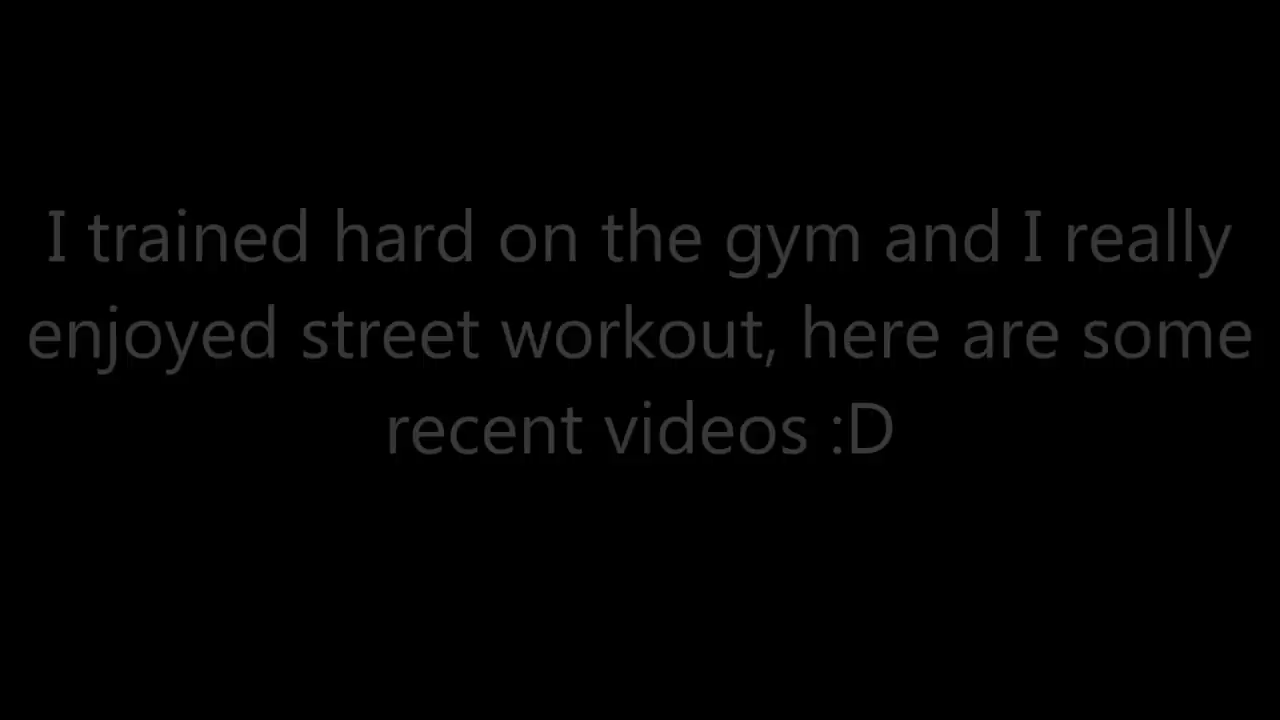 I trained hard on the gym and I really
enjoyed street workout, here are some
recent videos :D